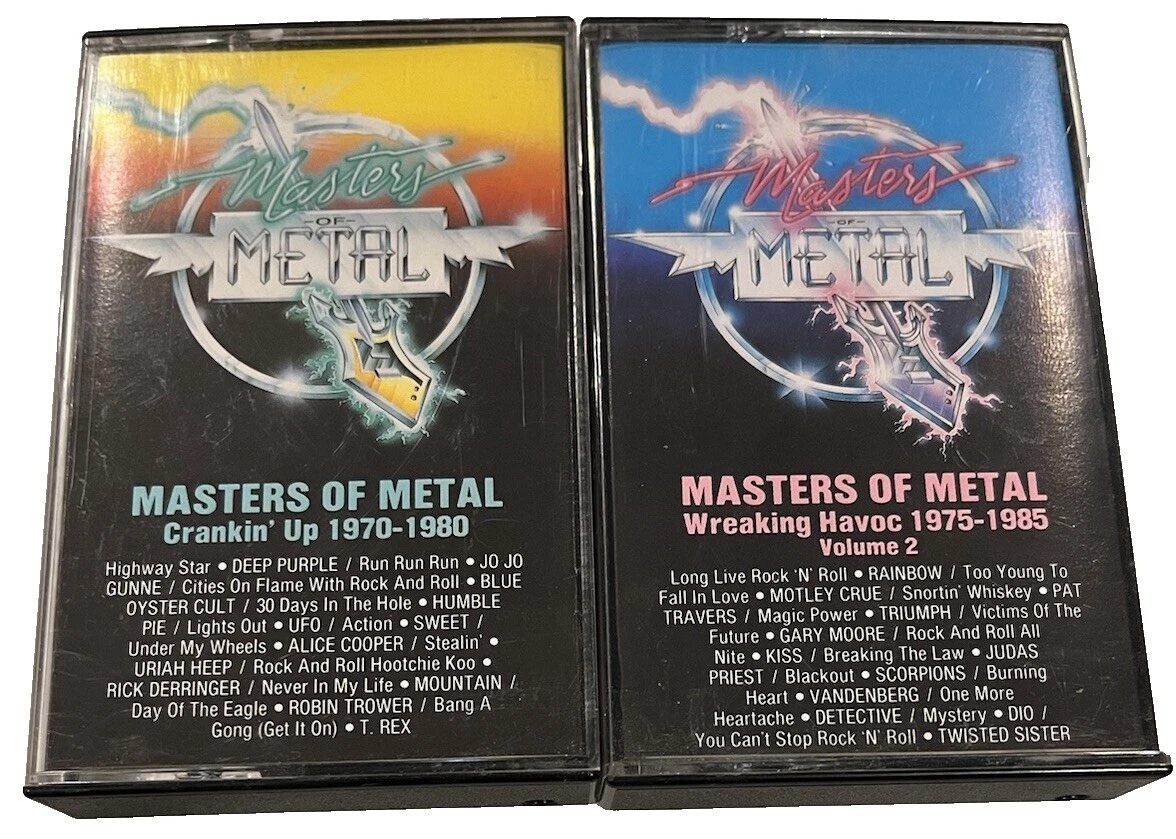 Masters
-OF-
METAL
MASTERS OF METAL
Crankin' Up 1970-1980
Highway Star • DEEP PURPLE / Run Run Run • JO JO
GUNNE / Cities On Flame With Rock And Roll • BLUE
OYSTER CULT / 30 Days In The Hole • HUMBLE
PIE / Lights Out • UFO / Action • SWEET /
Under My Wheels • ALICE COOPER / Stealin' •
URIAH HEEP / Rock And Roll Hootchie Koo •
RICK DERRINGER / Never In My Life • MOUNTAIN /
Day Of The Eagle • ROBIN TROWER / Bang A
Gong (Get It On) • T. REX
Masters
-OF-
METAL
MASTERS OF METAL
Wreaking Havoc 1975-1985
Volume 2
Long Live Rock 'N' Roll • RAINBOW / Too Young To
Fall In Love • MOTLEY CRUE / Snortin' Whiskey • PAT
TRAVERS / Magic Power • TRIUMPH / Victims Of The
Future • GARY MOORE / Rock And Roll All
Nite • KISS / Breaking The Law • JUDAS
PRIEST / Blackout • SCORPIONS / Burning
Heart • VANDENBERG / One More
Heartache • DETECTIVE / Mystery • DIO /
You Can't Stop Rock 'N' Roll • TWISTED SISTER